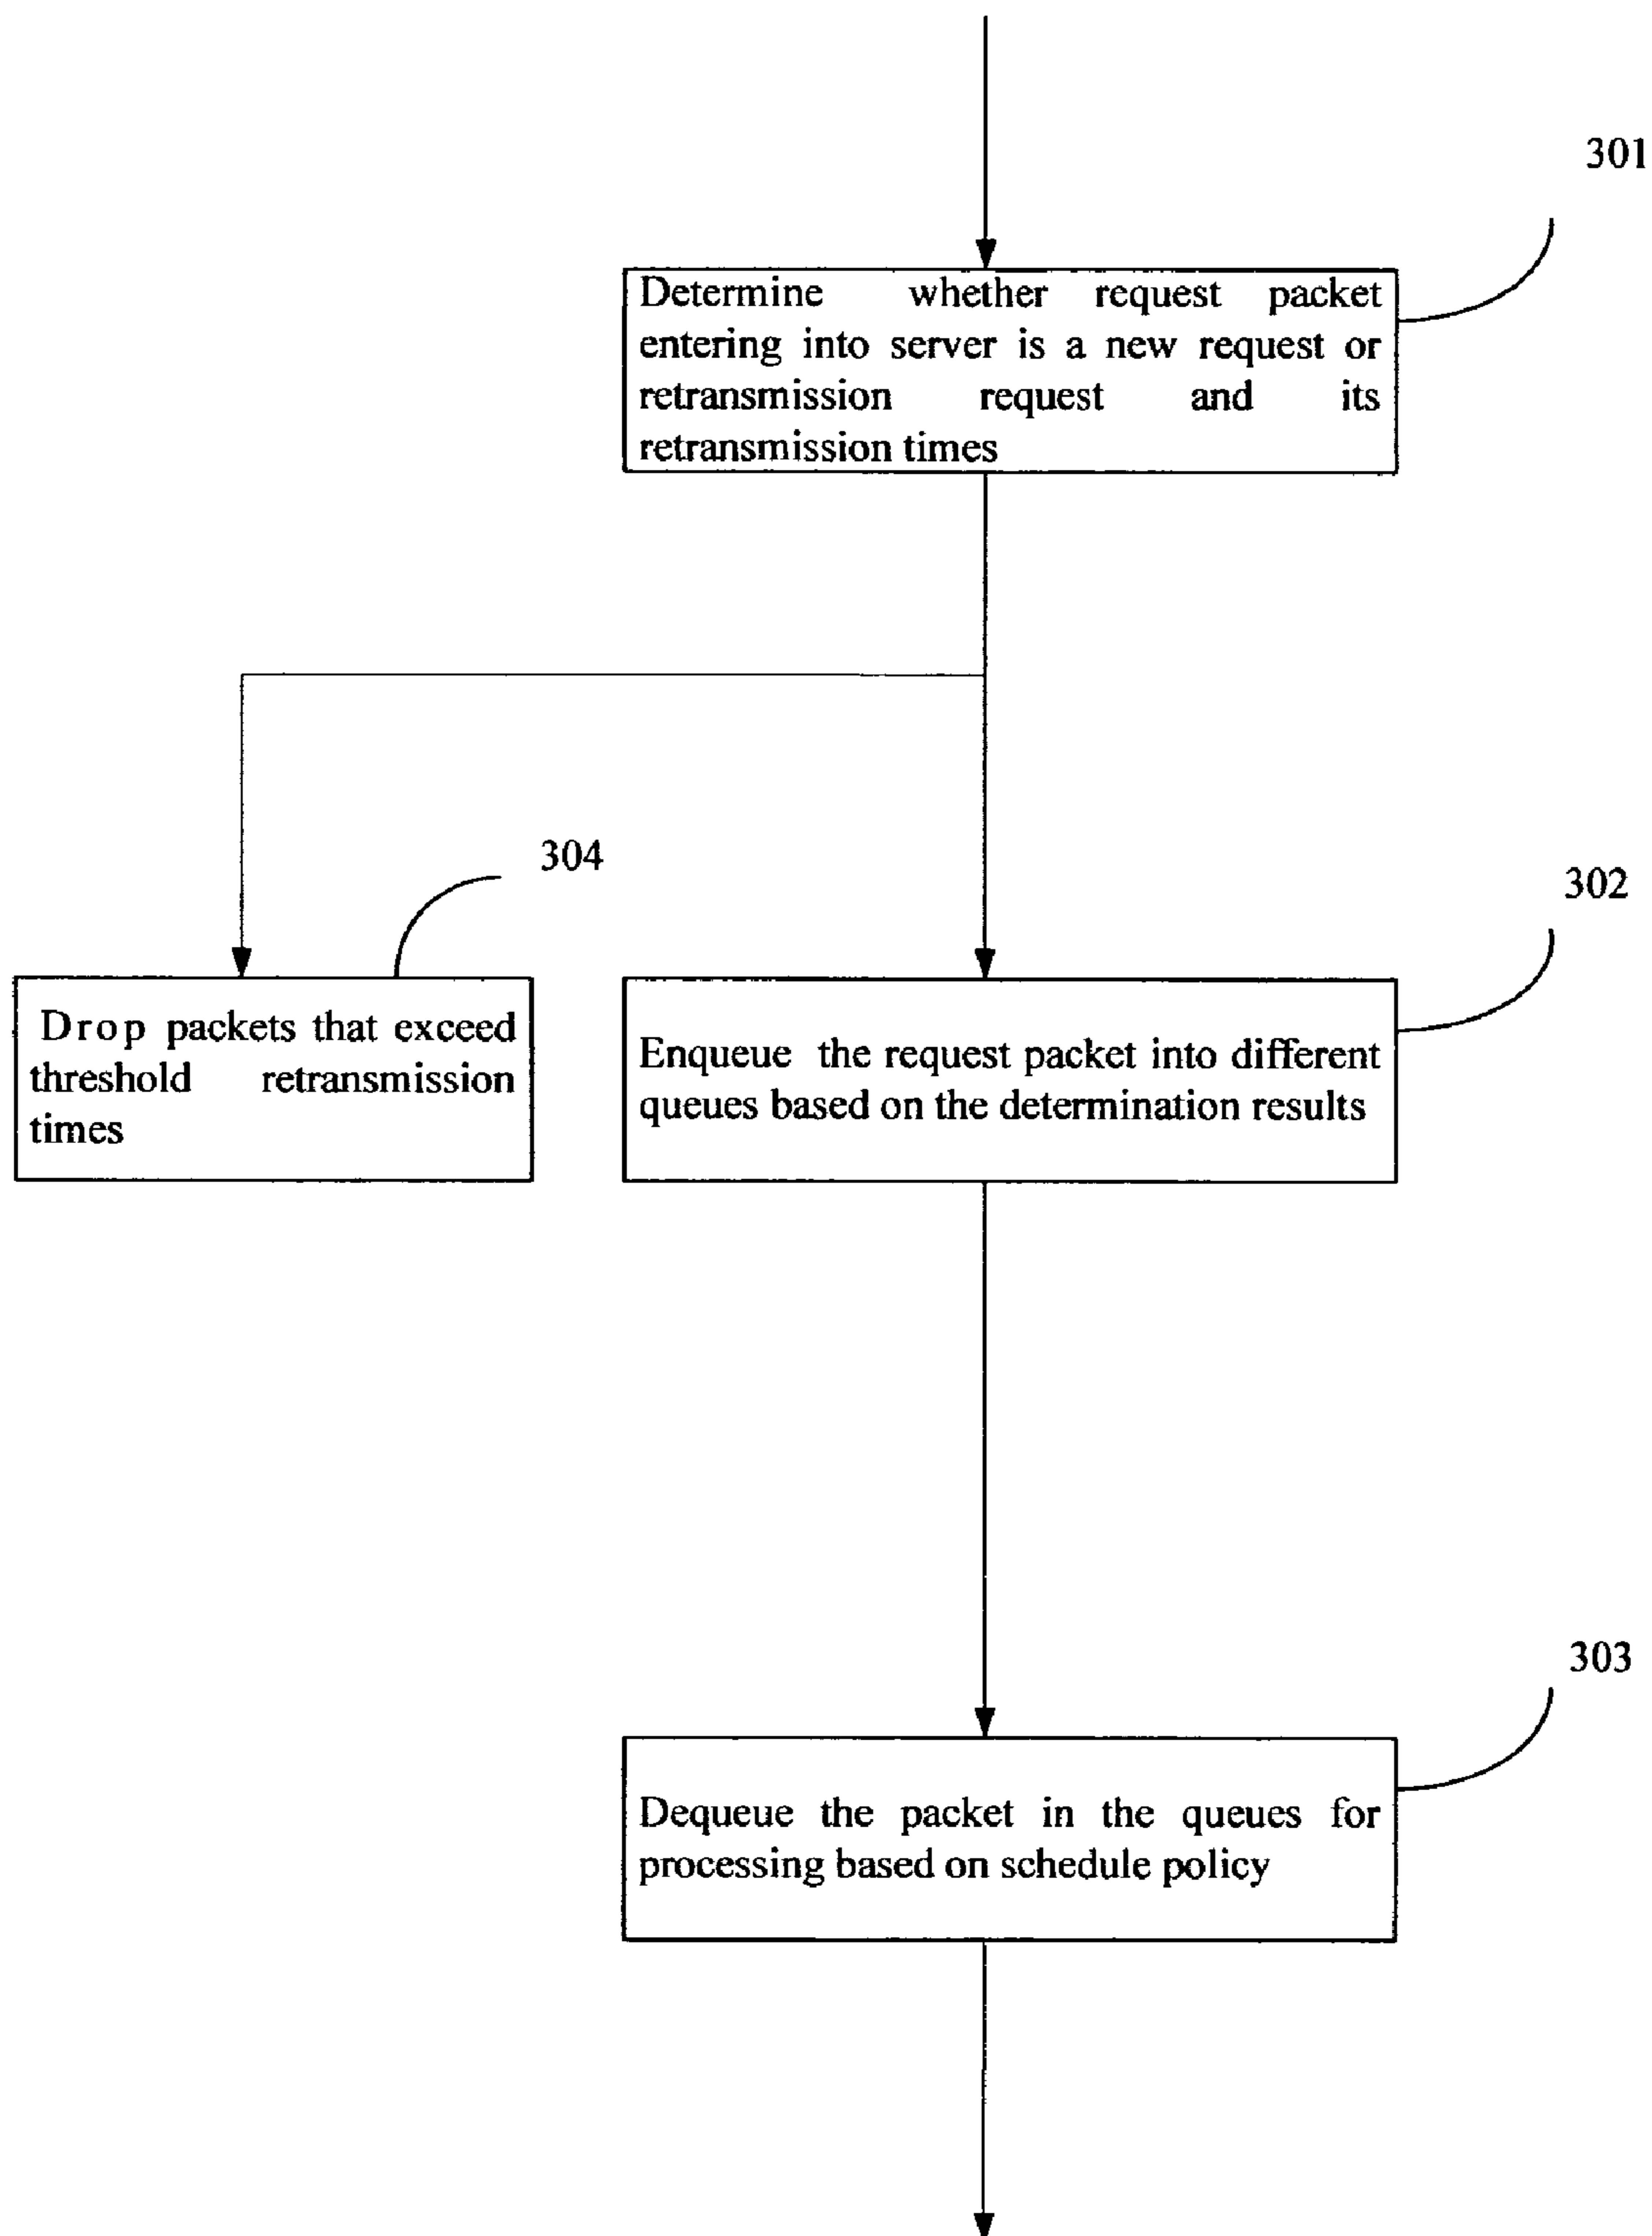 301
Determine whether request packet
entering into server is a new request or
retransmission request and its
retransmission times
304
302
Drop packets that exceed
threshold retransmission
times
Enqueue the request packet into different
queues based on the determination results
303
Dequeue the packet in the queues for
processing based on schedule policy